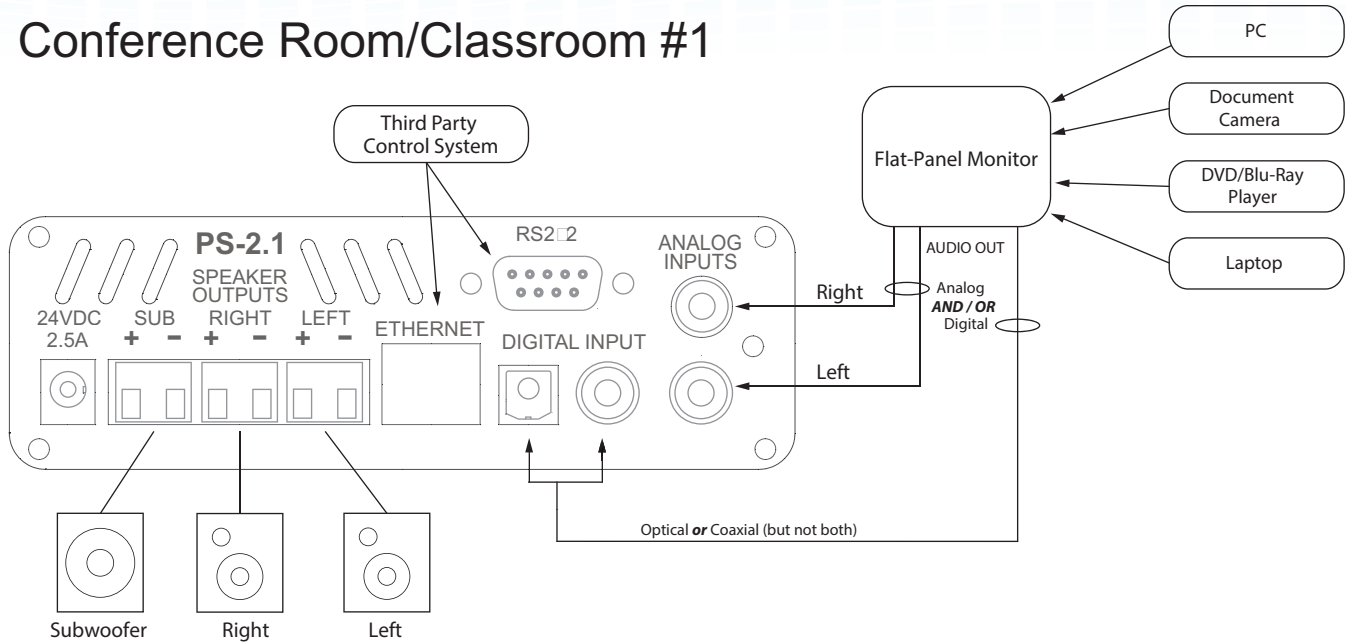 Conference Room/Classroom #1
PC
Document
Camera
DVD/Blu-Ray
Player
Laptop
Flat-Panel Monitor
Third Party
Control System
AUDIO OUT
Analog
AND / OR
Digital
Right
Left
PS-2.1
SPEAKER
OUTPUTS
24VDC
2.5A
SUB
+ -
RIGHT
+ -
LEFT
+ -
ETHERNET
RS2□2
DIGITAL INPUT
ANALOG
INPUTS
Optical or Coaxial (but not both)
Subwoofer
Right
Left